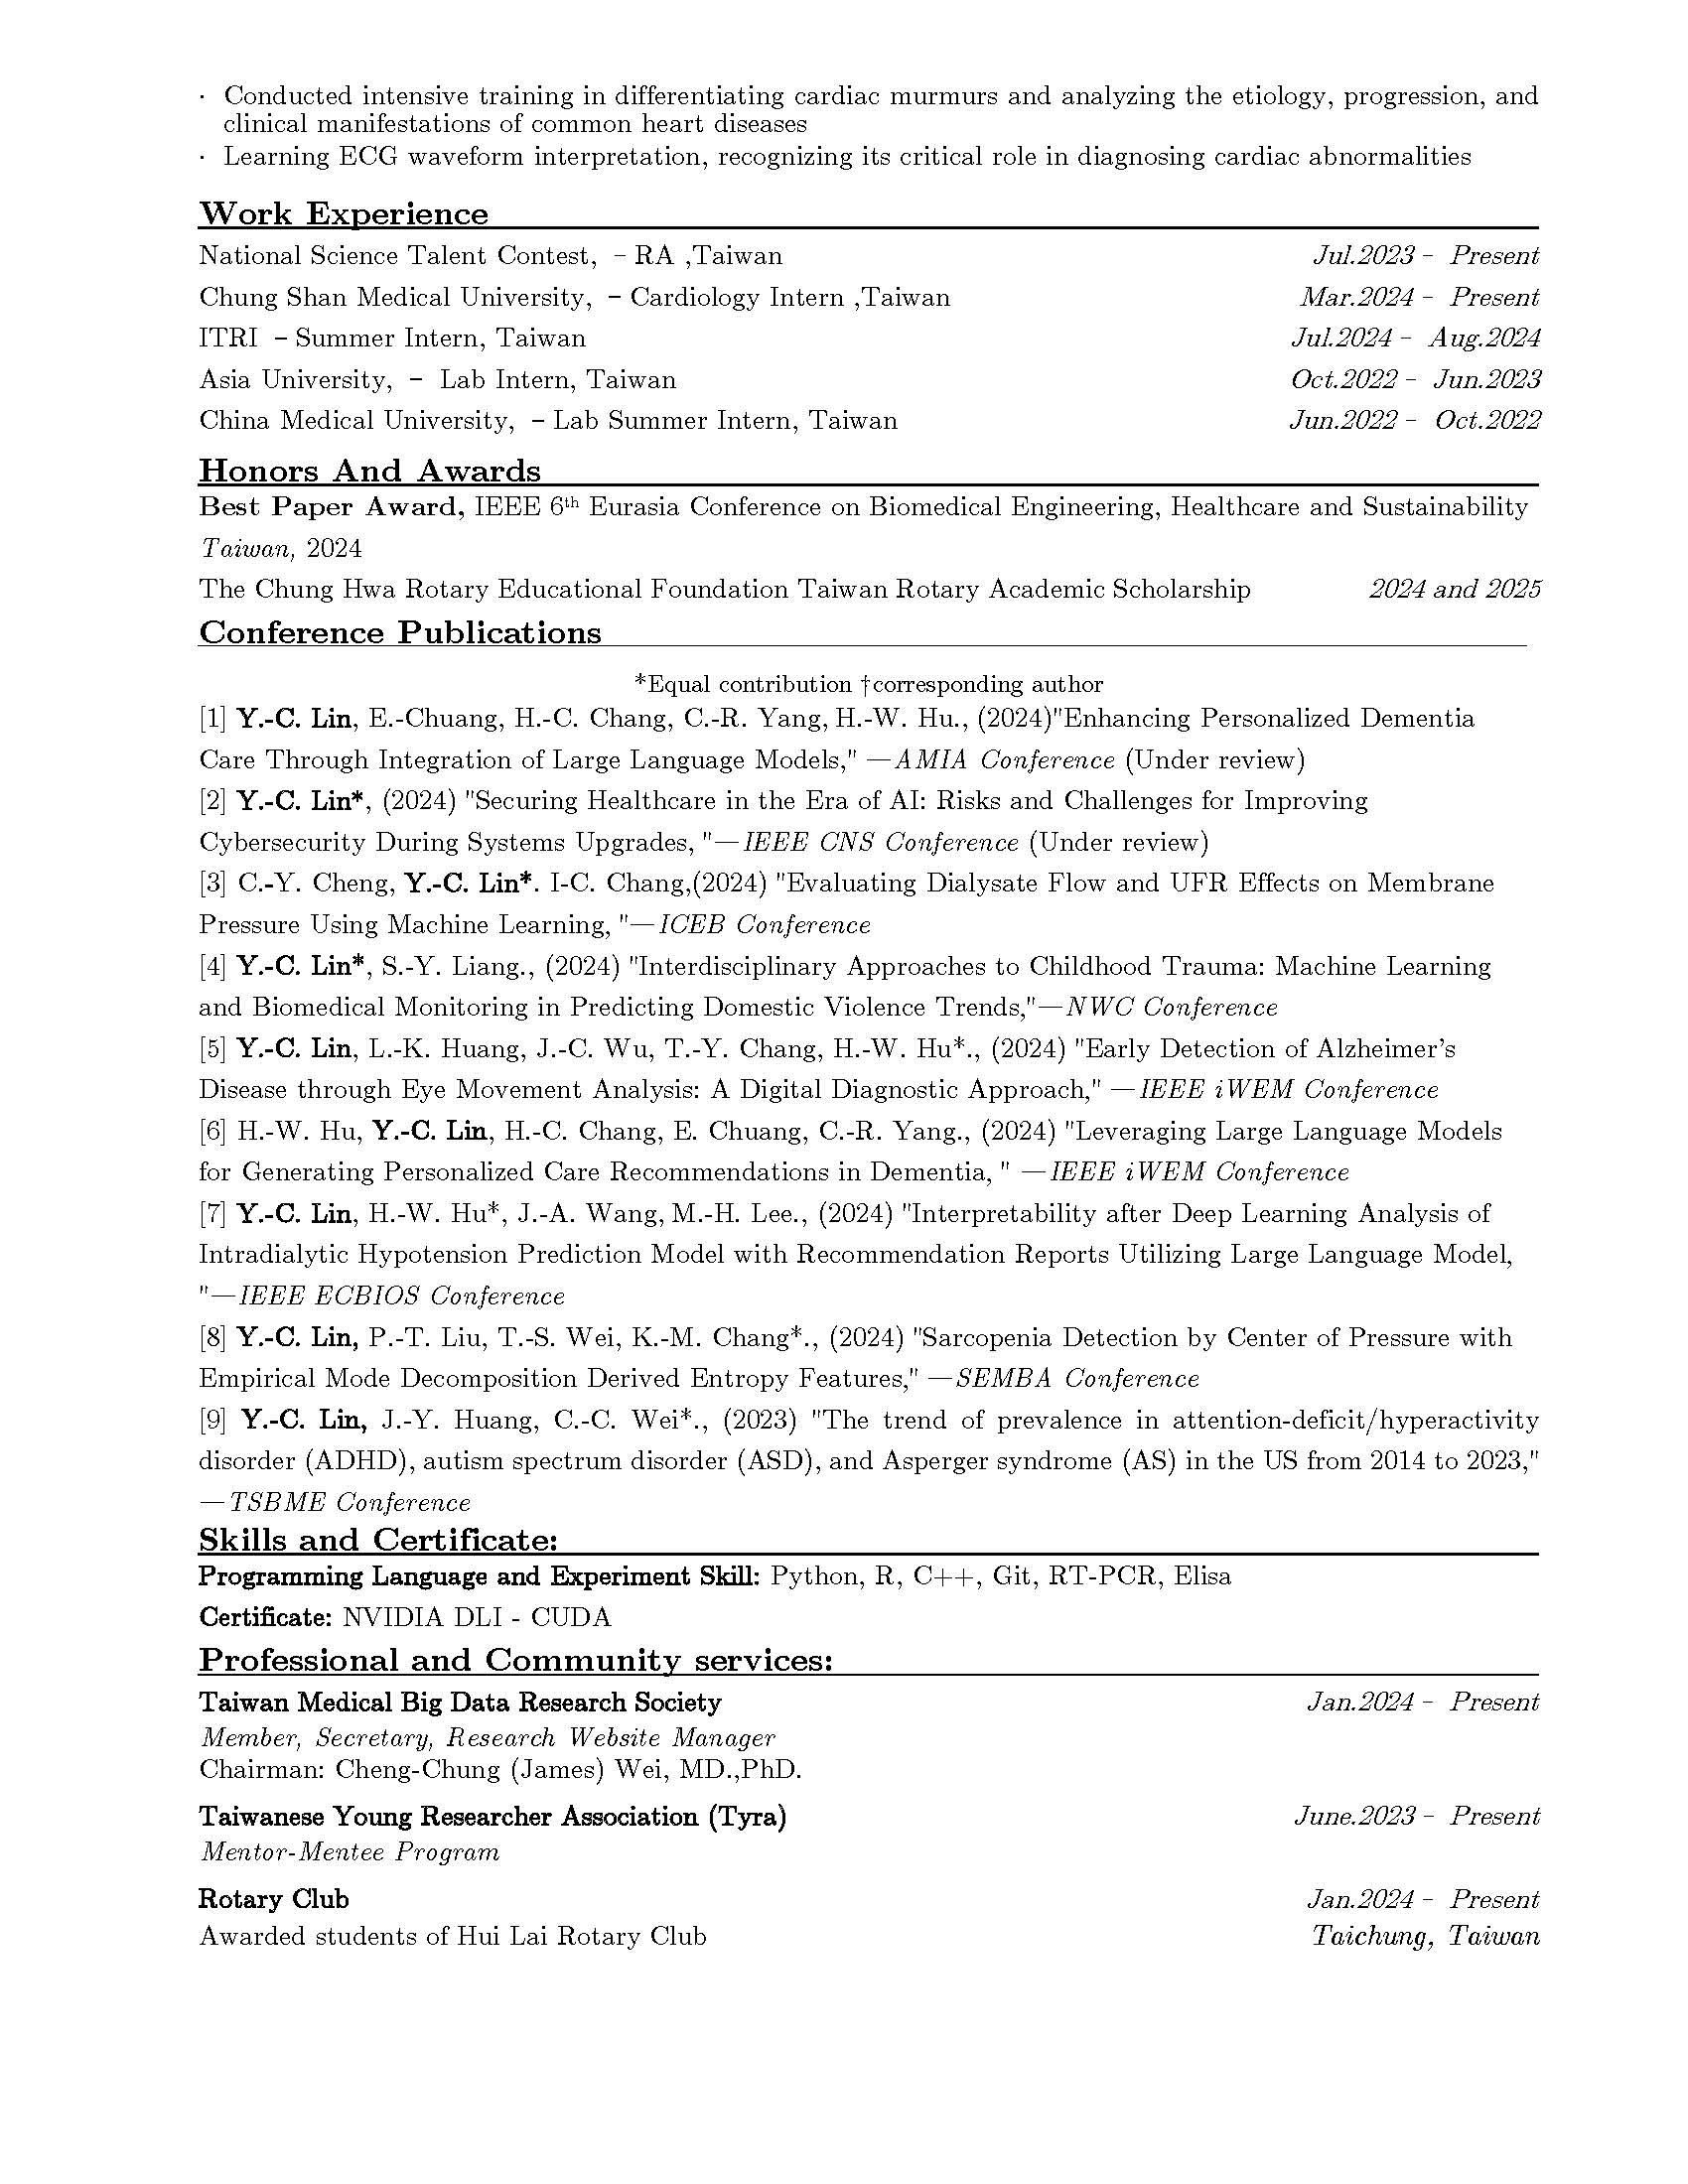 · Conducted intensive training in differentiating cardiac murmurs and analyzing the etiology, progression, and
clinical manifestations of common heart diseases
· Learning ECG waveform interpretation, recognizing its critical role in diagnosing cardiac abnormalities
Work Experience
National Science Talent Contest, – RA ,Taiwan Jul.2023 – Present
Chung Shan Medical University, – Cardiology Intern ,Taiwan Mar.2024 – Present
ITRI – Summer Intern, Taiwan Jul.2024 – Aug.2024
Asia University, – Lab Intern, Taiwan Oct.2022 – Jun.2023
China Medical University, – Lab Summer Intern, Taiwan Jun.2022 – Oct.2022
Honors And Awards
Best Paper Award, IEEE 6th Eurasia Conference on Biomedical Engineering, Healthcare and Sustainability
Taiwan, 2024
The Chung Hwa Rotary Educational Foundation Taiwan Rotary Academic Scholarship 2024 and 2025
Conference Publications
*Equal contribution †corresponding author
[1] Y.-C. Lin, E.-Chuang, H.-C. Chang, C.-R. Yang, H.-W. Hu., (2024)"Enhancing Personalized Dementia
Care Through Integration of Large Language Models," —AMIA Conference (Under review)
[2] Y.-C. Lin*, (2024) "Securing Healthcare in the Era of AI: Risks and Challenges for Improving
Cybersecurity During Systems Upgrades, "—IEEE CNS Conference (Under review)
[3] C.-Y. Cheng, Y.-C. Lin*. I-C. Chang,(2024) "Evaluating Dialysate Flow and UFR Effects on Membrane
Pressure Using Machine Learning, "—ICEB Conference
[4] Y.-C. Lin*, S.-Y. Liang., (2024) "Interdisciplinary Approaches to Childhood Trauma: Machine Learning
and Biomedical Monitoring in Predicting Domestic Violence Trends,"—NWC Conference
[5] Y.-C. Lin, L.-K. Huang, J.-C. Wu, T.-Y. Chang, H.-W. Hu*., (2024) "Early Detection of Alzheimer's
Disease through Eye Movement Analysis: A Digital Diagnostic Approach," —IEEE iWEM Conference
[6] H.-W. Hu, Y.-C. Lin, H.-C. Chang, E. Chuang, C.-R. Yang., (2024) "Leveraging Large Language Models
for Generating Personalized Care Recommendations in Dementia, " —IEEE iWEM Conference
[7] Y.-C. Lin, H.-W. Hu*, J.-A. Wang, M.-H. Lee., (2024) "Interpretability after Deep Learning Analysis of
Intradialytic Hypotension Prediction Model with Recommendation Reports Utilizing Large Language Model,
"—IEEE ECBIOS Conference
[8] Y.-C. Lin, P.-T. Liu, T.-S. Wei, K.-M. Chang*., (2024) "Sarcopenia Detection by Center of Pressure with
Empirical Mode Decomposition Derived Entropy Features," —SEMBA Conference
[9] Y.-C. Lin, J.-Y. Huang, C.-C. Wei*., (2023) "The trend of prevalence in attention-deficit/hyperactivity
disorder (ADHD), autism spectrum disorder (ASD), and Asperger syndrome (AS) in the US from 2014 to 2023,"
—TSBME Conference
Skills and Certificate:
Programming Language and Experiment Skill: Python, R, C++, Git, RT-PCR, Elisa
Certificate: NVIDIA DLI - CUDA
Professional and Community services:
Taiwan Medical Big Data Research Society Jan.2024 – Present
Member, Secretary, Research Website Manager
Chairman: Cheng-Chung (James) Wei, MD.,PhD.
Taiwanese Young Researcher Association (Tyra) June.2023 – Present
Mentor-Mentee Program
Rotary Club Jan.2024 – Present
Awarded students of Hui Lai Rotary Club Taichung, Taiwan